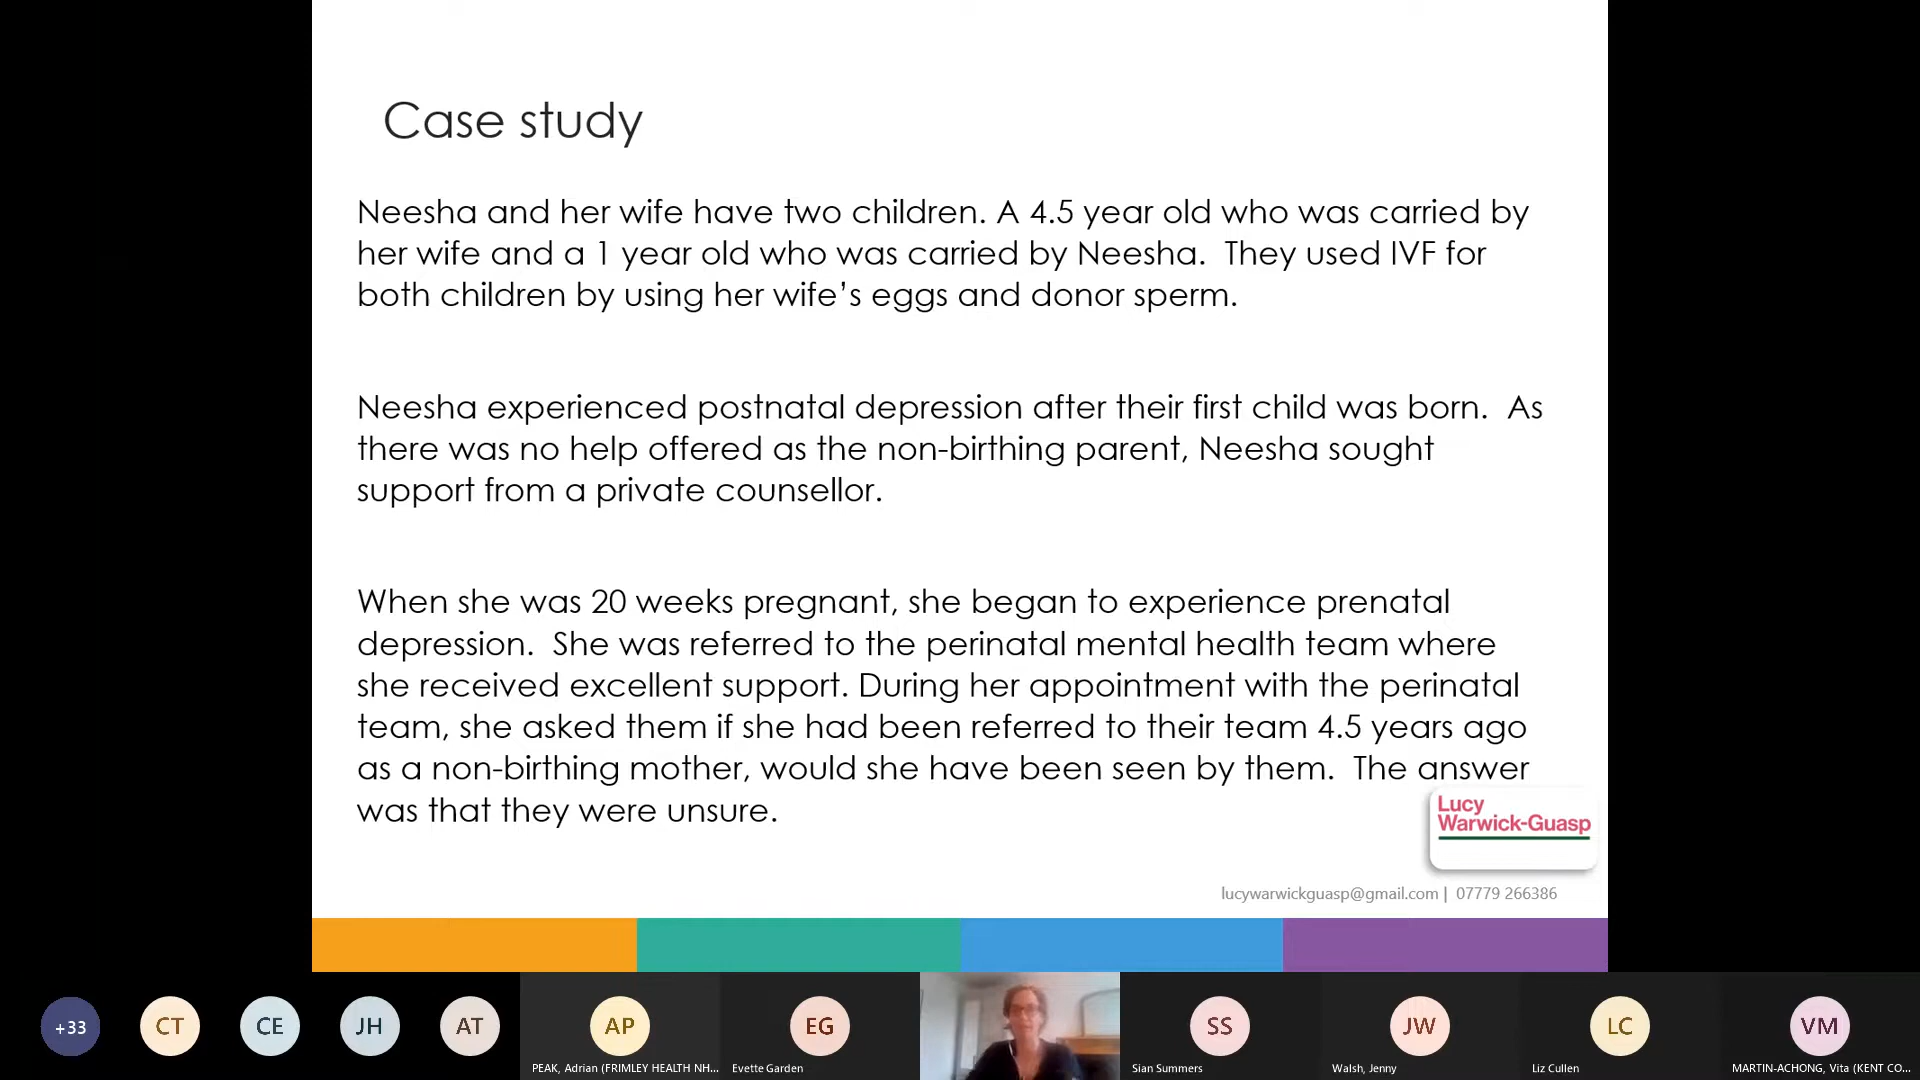 Case study
Neesha and her wife have two children. A 4.5 year old who was carried by
her wife and a 1 year old who was carried by Neesha.  They used IVF for
both children by using her wife’s eggs and donor sperm.
Neesha experienced postnatal depression after their first child was born.  As
there was no help offered as the non-birthing parent, Neesha sought
support from a private counsellor.
When she was 20 weeks pregnant, she began to experience prenatal
depression.  She was referred to the perinatal mental health team where
she received excellent support. During her appointment with the perinatal
team, she asked them if she had been referred to their team 4.5 years ago
as a non-birthing mother, would she have been seen by them.  The answer
was that they were unsure.
Lucy
Warwick-Guasp
lucywarwickguasp@gmail.com | 07779 266386
+33
CT
CE
JH
AT
AP
EG
SS
JW
LC
VM
PEAK, Adrian (FRIMLEY HEALTH NH...
Evette Garden
Sian Summers
Walsh, Jenny
Liz Cullen
MARTIN-ACHONG, Vita (KENT CO...